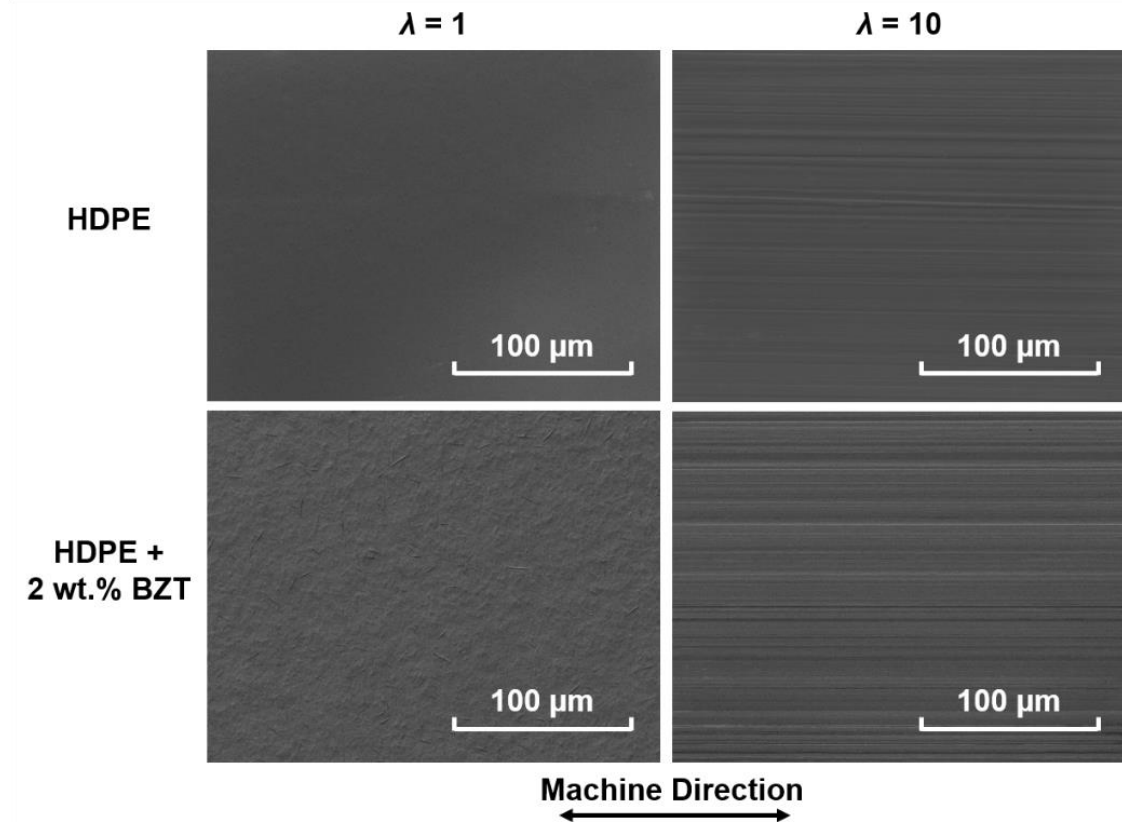 λ = 1
λ = 10
HDPE
100 µm
100 µm
HDPE +
2 wt.% BZT
100 µm
100 µm
Machine Direction